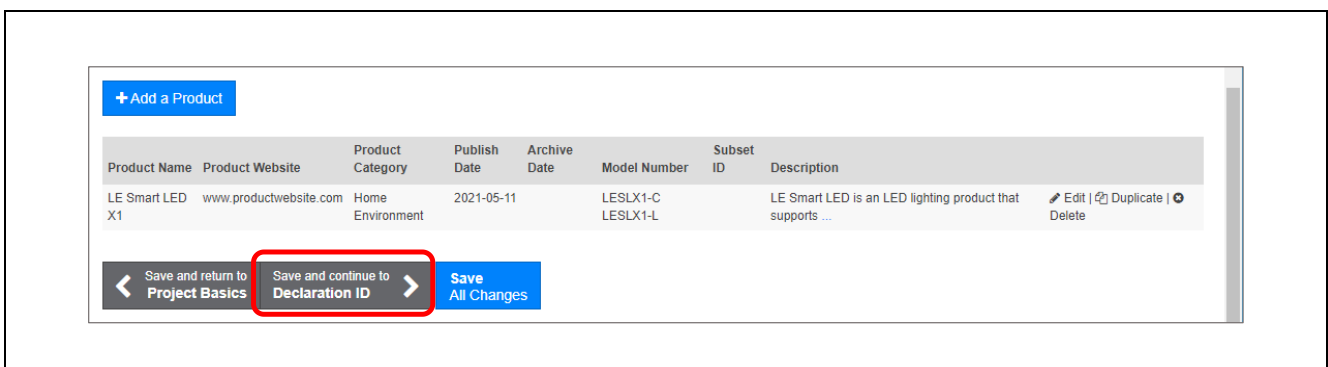 + Add a Product
Product Name Product Website Product Category Publish Date Archive Date Model Number Subset ID Description
LE Smart LED X1 www.productwebsite.com Home Environment 2021-05-11 LESLX1-C LESLX1-L LE Smart LED is an LED lighting product that supports ... Edit | Duplicate | Delete
Save and return to Project Basics
Save and continue to Declaration ID
Save All Changes